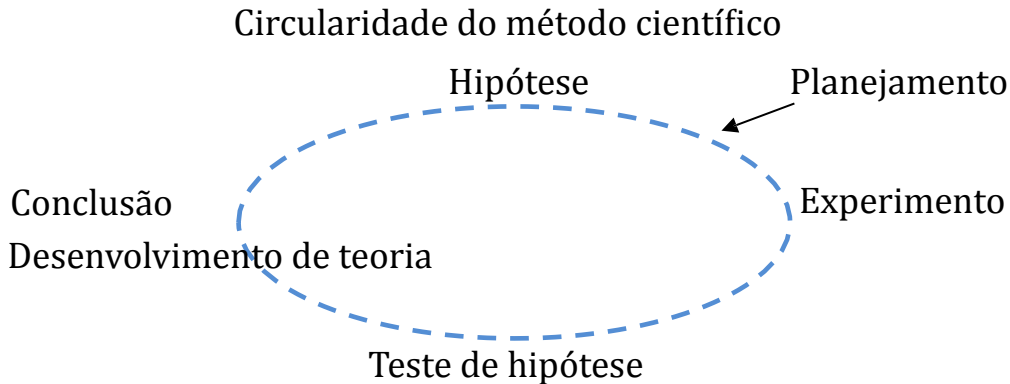 Circularidade do método científico
Hipótese
Planejamento
Conclusão
Experimento
Desenvolvimento de teoria
Teste de hipótese